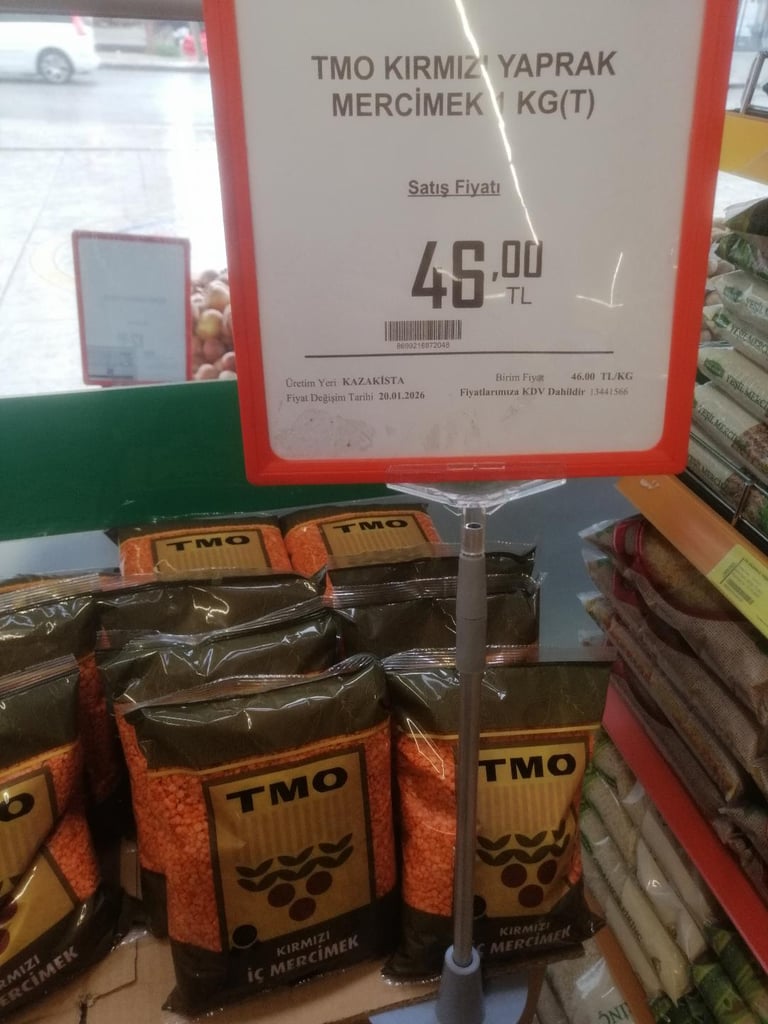 TMO KIRMIZI YAPRAK
MERCİMEK 1 KG(T)
Satış Fiyatı
46,00
TL
8699216872048
Üretim Yeri KAZAKİSTA
Birim Fiyat 46.00 TL/KG
Fiyat Değişim Tarihi 20.01.2026
Fiyatlarımıza KDV Dahildir 13441566
TMO
TMO
TMO
KIRMIZI
İÇ MERCİMEK
TMO
KIRMIZI
İÇ MERCİMEK